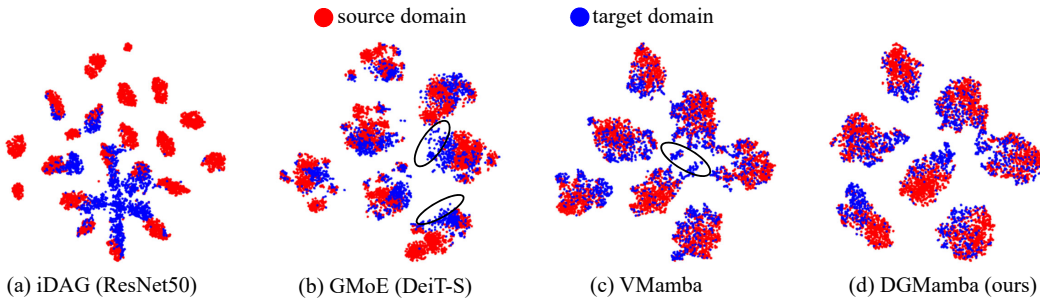 source domain
target domain
(a) iDAG (ResNet50)
(b) GMoE (DeiT-S)
(c) VMamba
(d) DGMamba (ours)